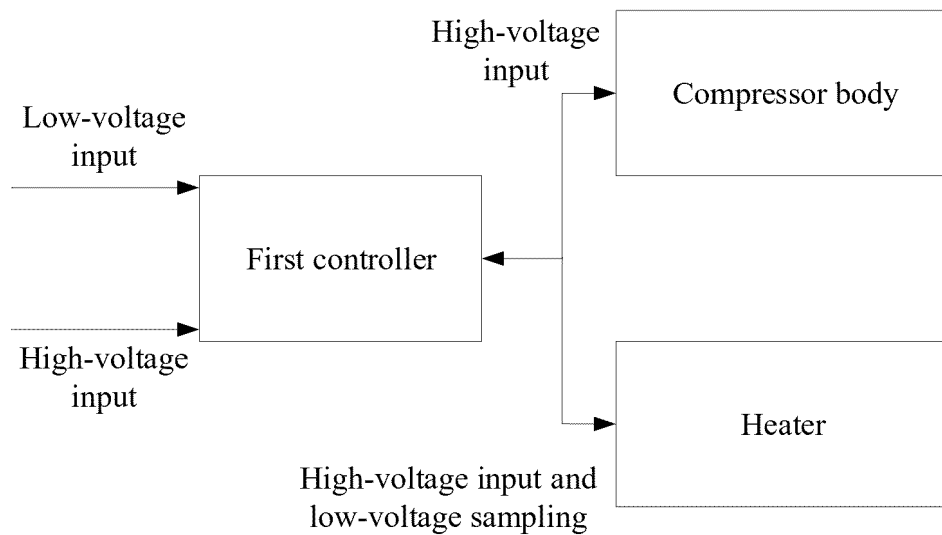 High-voltage
input
Compressor body
Low-voltage
input
First controller
High-voltage
input
Heater
High-voltage input and
low-voltage sampling